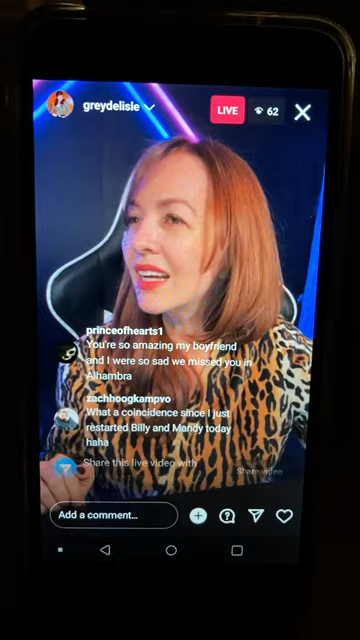 greydelisle
LIVE
62
princeofhearts1
You're so amazing my boyfriend
and I were so sad we missed you in
Alhambra
zachhoogkampvo
What a coincidence since I just
restarted Billy and Mandy today
haha
Share this live video with
Share video
Add a comment...